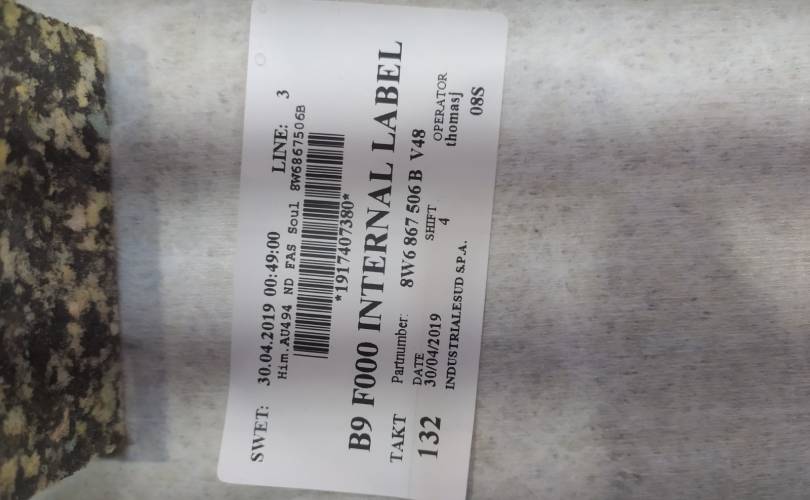 SWET: 30.04.2019 00:49:00 LINE: 3
Him.AU494 ND FAS Soul 8W6867506B
*1917407380*
B9 F000 INTERNAL LABEL
TAKT Partnumber: 8W6 867 506 B V48
132 DATE SHIFT OPERATOR
30/04/2019 4 thomasj
INDUSTRIALESUD S.P.A. 08S